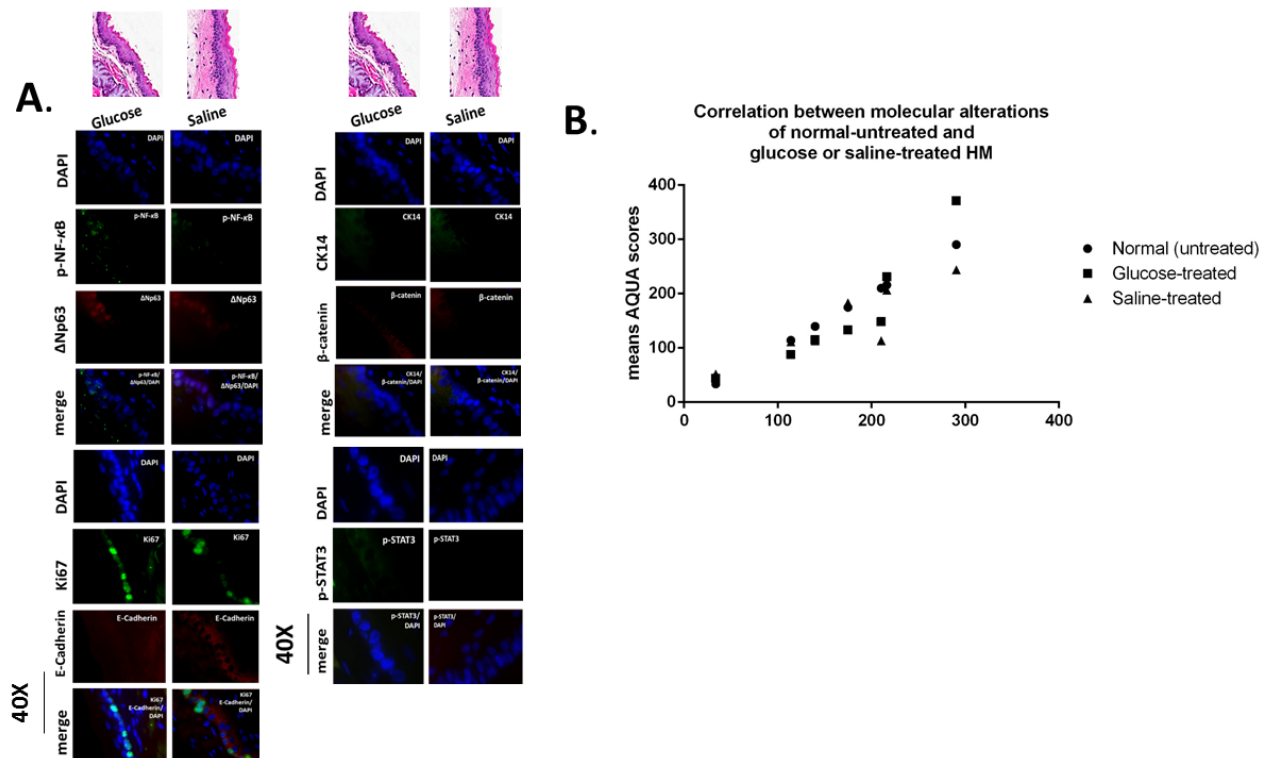 A.
Glucose Saline
DAPI
DAPI
DAPI
p-NF-κB
p-NF-κB
p-NF-κB
ΔNp63
ΔNp63
ΔNp63
merge
p-NF-κB/
ΔNp63/DAPI
p-NF-κB/
ΔNp63/DAPI
DAPI
DAPI
DAPI
Ki67
Ki67
Ki67
E-Cadherin
E-Cadherin
E-Cadherin
merge
Ki67
E-Cadherin/
DAPI
Ki67
E-Cadherin/
DAPI
40X
Glucose Saline
DAPI
DAPI
DAPI
CK14
CK14
CK14
β-catenin
β-catenin
β-catenin
merge
CK14/
β-catenin/DAPI
CK14/
β-catenin/DAPI
DAPI
DAPI
DAPI
p-STAT3
p-STAT3
p-STAT3
merge
p-STAT3/
DAPI
p-STAT3/
DAPI
40X
B.
Correlation between molecular alterations
of normal-untreated and
glucose or saline-treated HM
means AQUA scores
400
300
200
100
0
0 100 200 300 400
Normal (untreated)
Glucose-treated
Saline-treated